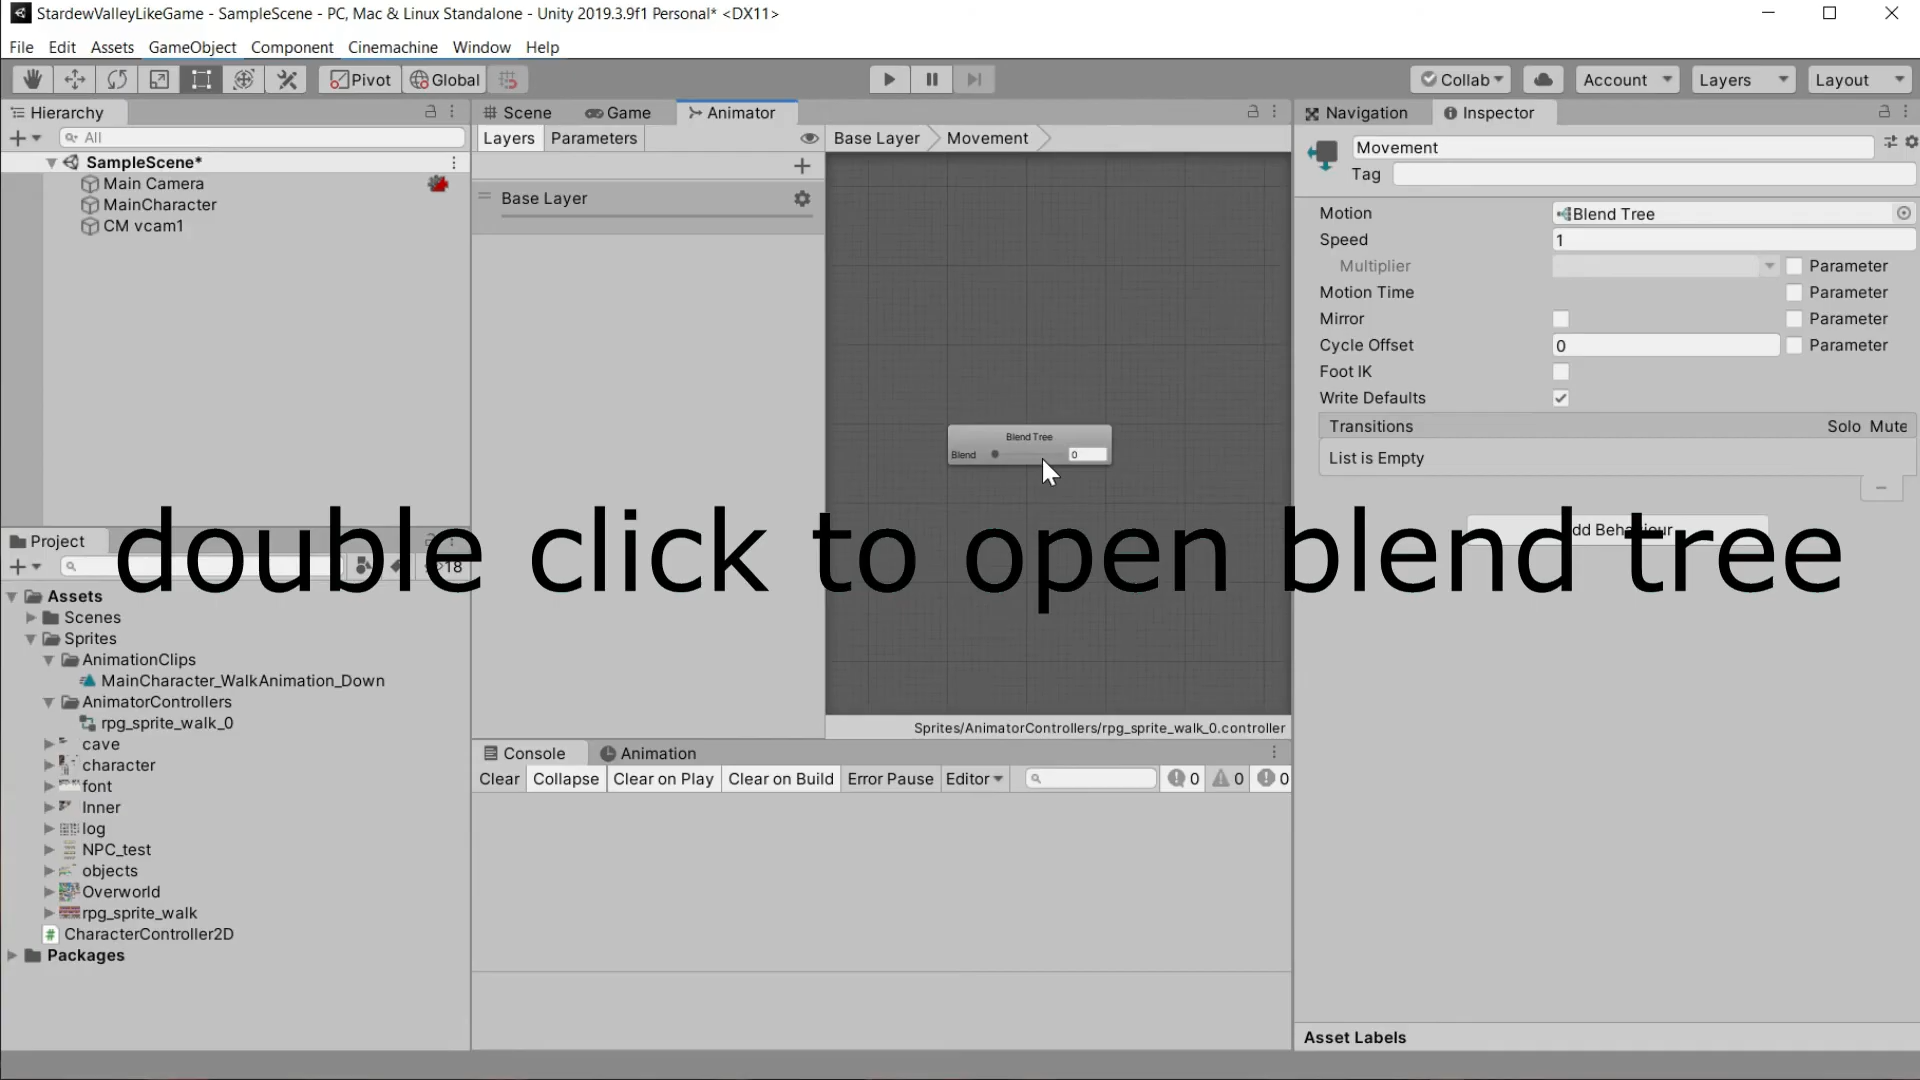 StardewValleyLikeGame - SampleScene - PC, Mac & Linux Standalone - Unity 2019.3.9f1 Personal* <DX11>
File Edit Assets GameObject Component Cinemachine Window Help
Pivot Global Collab Account Layers Layout
Hierarchy
All
SampleScene*
Main Camera
MainCharacter
CM vcam1
Scene Game Animator
Layers Parameters Base Layer Movement
Base Layer
Blend Tree
Blend 0
Sprites/AnimatorControllers/rpg_sprite_walk_0.controller
Navigation Inspector
Movement
Tag
Motion Blend Tree
Speed 1
Multiplier Parameter
Motion Time Parameter
Mirror Parameter
Cycle Offset 0 Parameter
Foot IK
Write Defaults
Transitions Solo Mute
List is Empty
dd Behaviour
double click to open blend tree
Project
18
Assets
Scenes
Sprites
AnimationClips
MainCharacter_WalkAnimation_Down
AnimatorControllers
rpg_sprite_walk_0
cave
character
font
Inner
log
NPC_test
objects
Overworld
rpg_sprite_walk
CharacterController2D
Packages
Console Animation
Clear Collapse Clear on Play Clear on Build Error Pause Editor 0 0 0
Asset Labels